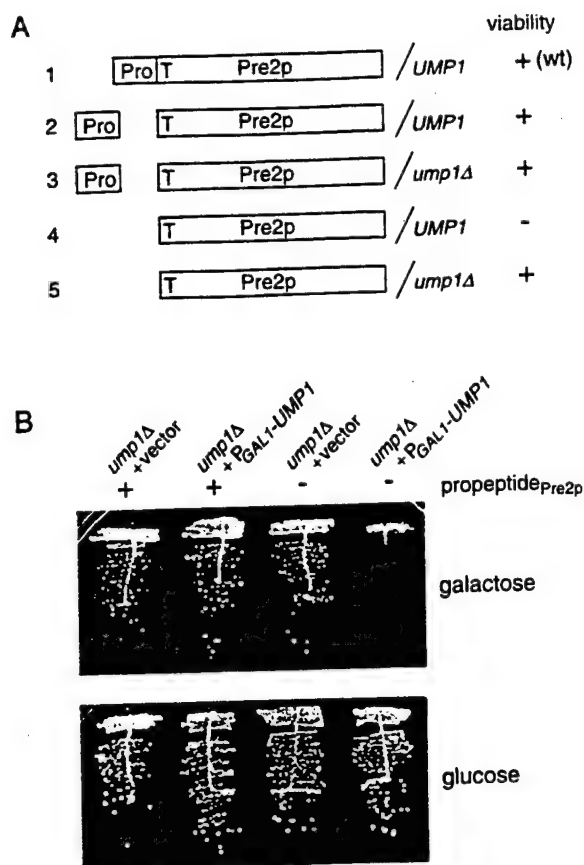 A
viability
1 Pro T Pre2p / UMP1 + (wt)
2 Pro T Pre2p / UMP1 +
3 Pro T Pre2p / ump1Δ +
4 T Pre2p / UMP1 -
5 T Pre2p / ump1Δ +
B
ump1Δ +vector
ump1Δ + PGAL1-UMP1
ump1Δ +vector
ump1Δ + PGAL1-UMP1
+ + - - propeptidePre2p
galactose
glucose